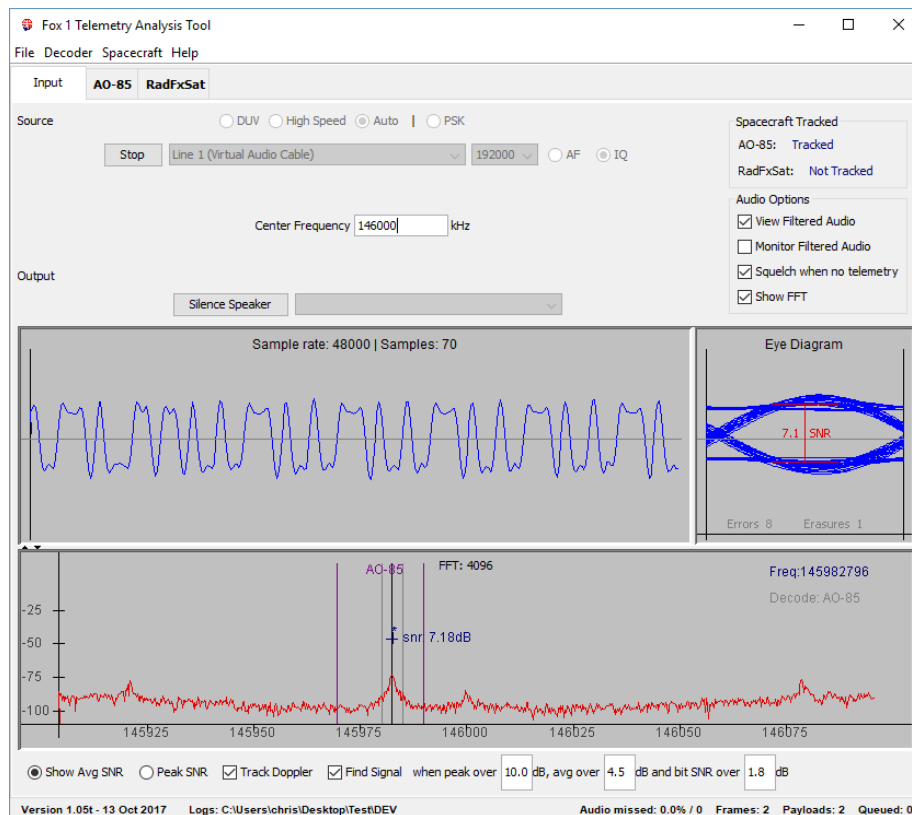 Fox 1 Telemetry Analysis Tool
File Decoder Spacecraft Help
Input AO-85 RadFxSat
Source DUV High Speed Auto | PSK
Stop Line 1 (Virtual Audio Cable) 192000 AF IQ
Center Frequency 146000 kHz
Output
Silence Speaker
Spacecraft Tracked
AO-85: Tracked
RadFxSat: Not Tracked
Audio Options
View Filtered Audio
Monitor Filtered Audio
Squelch when no telemetry
Show FFT
Sample rate: 48000 | Samples: 70
Eye Diagram
7.1 SNR
Errors 8 Erasures 1
AO-85 FFT: 4096 Freq:145982796
Decode: AO-85
-25
-50
snr 7.18dB
-75
-100
145925 145950 145975 146000 146025 146050 146075
Show Avg SNR Peak SNR Track Doppler Find Signal when peak over 10.0 dB, avg over 4.5 dB and bit SNR over 1.8 dB
Version 1.05t - 13 Oct 2017 Logs: C:\Users\chris\Desktop\Test\DEV Audio missed: 0.0% / 0 Frames: 2 Payloads: 2 Queued: 0